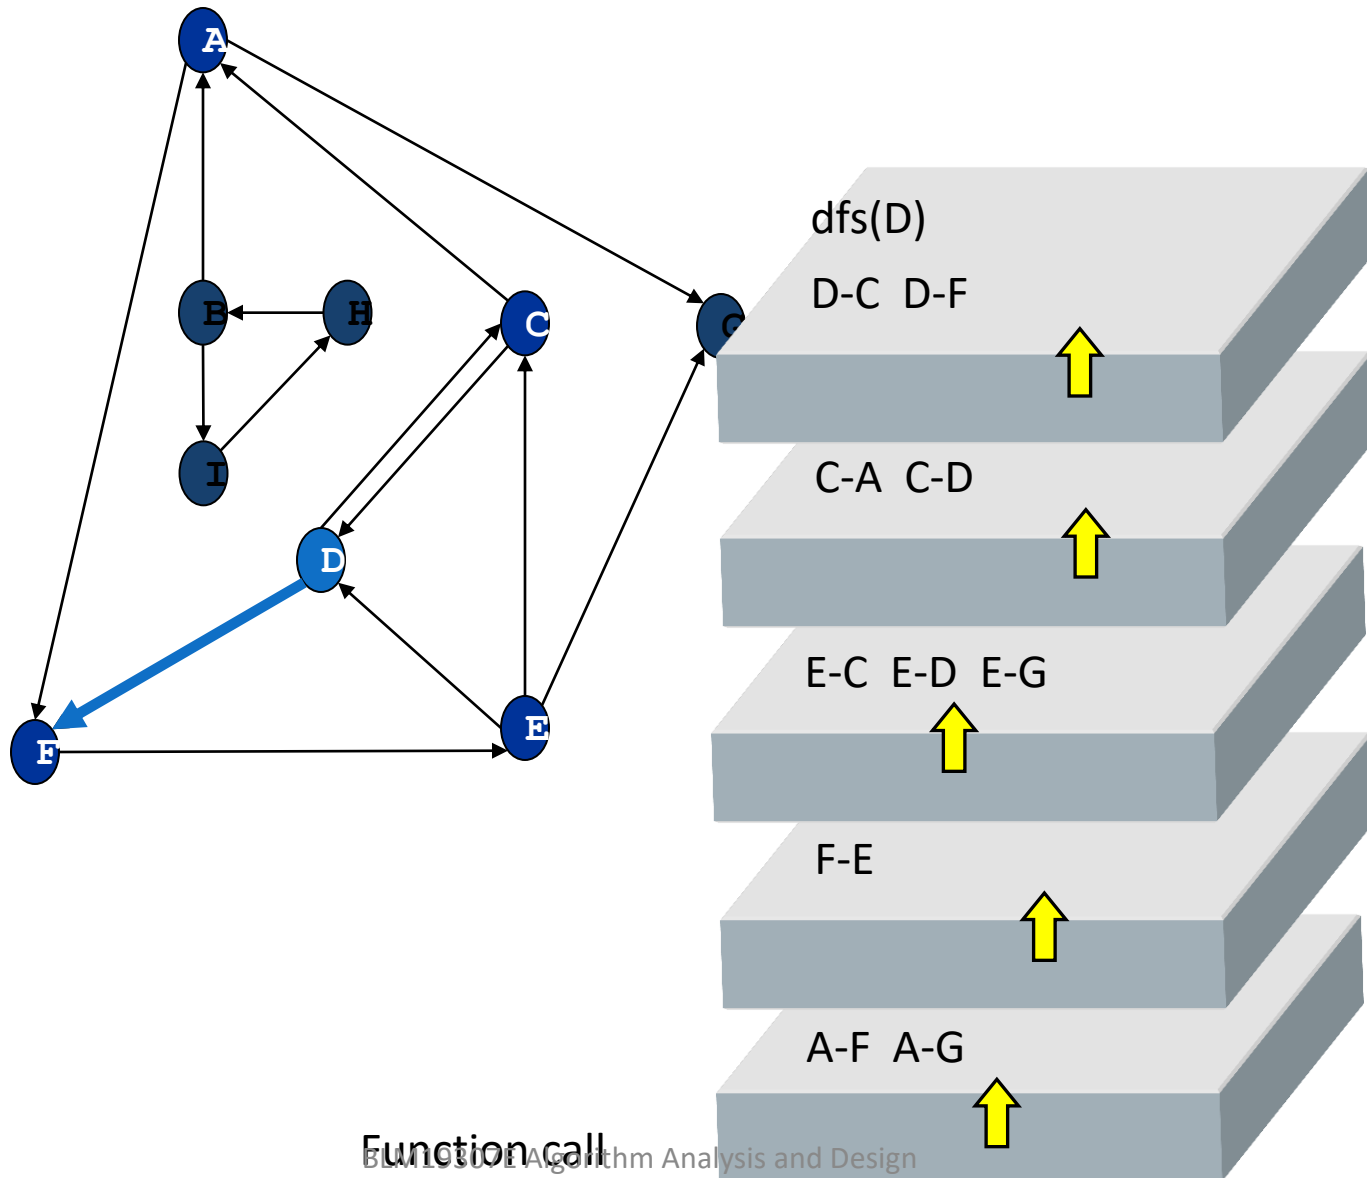 A
B
H
C
G
I
D
E
F
dfs(D)
D-C D-F
C-A C-D
E-C E-D E-G
F-E
A-F A-G
Function call
BLM19307E Algorithm Analysis and Design